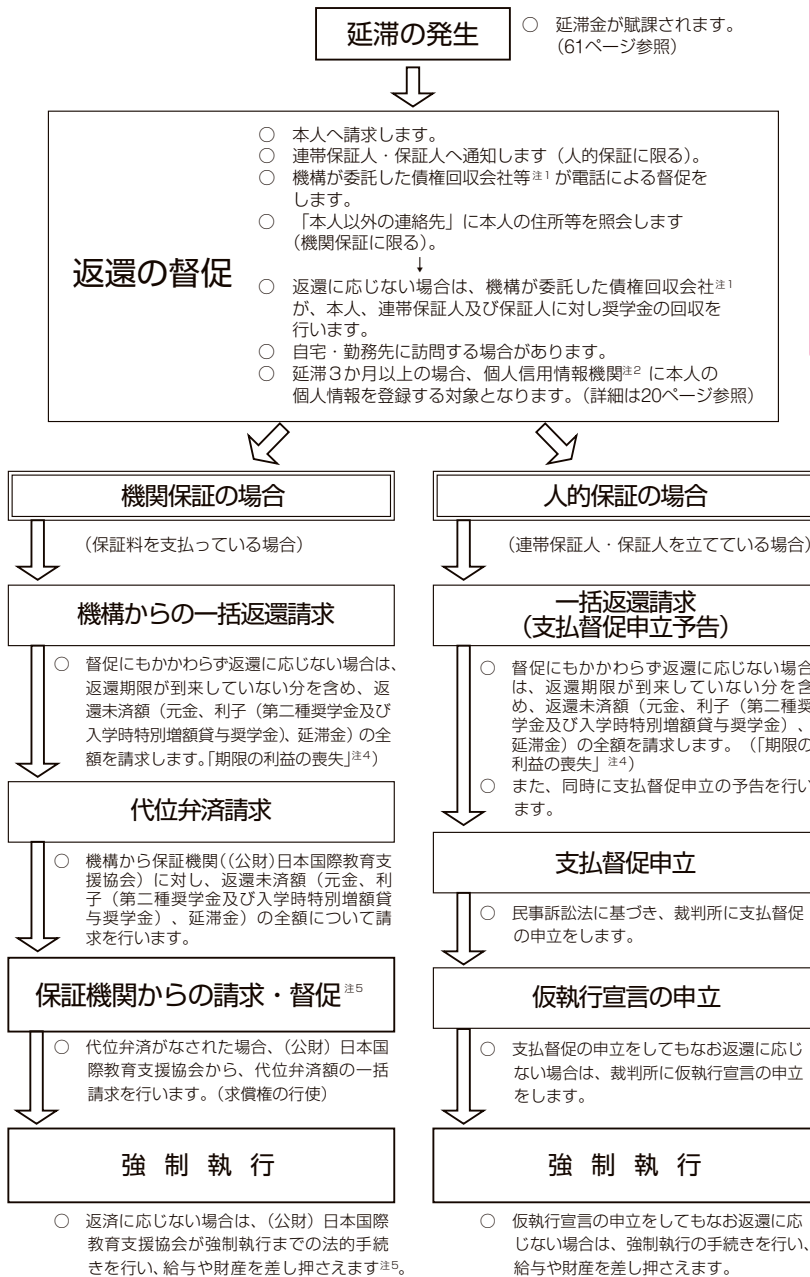 延滞の発生
○ 延滞金が賦課されます。
(61ページ参照)
返還の督促
○ 本人へ請求します。
○ 連帯保証人・保証人へ通知します（人的保証に限る）。
○ 機構が委託した債権回収会社等注1 が電話による督促を
します。
○ 「本人以外の連絡先」に本人の住所等を照会します
(機関保証に限る)。
↓
○ 返還に応じない場合は、機構が委託した債権回収会社注1
が、本人、連帯保証人及び保証人に対し奨学金の回収を
行います。
○ 自宅・勤務先に訪問する場合があります。
○ 延滞３か月以上の場合、個人信用情報機関注2 に本人の
個人情報を登録する対象となります。(詳細は20ページ参照)
機関保証の場合
（保証料を支払っている場合）
機構からの一括返還請求
○ 督促にもかかわらず返還に応じない場合は、
返還期限が到来していない分を含め、返
還未済額（元金、利子（第二種奨学金及び
入学時特別増額貸与奨学金）、延滞金）の全
額を請求します。「期限の利益の喪失」注4）
代位弁済請求
○ 機構から保証機関((公財)日本国際教育支
援協会）に対し、返還未済額（元金、利
子（第二種奨学金及び入学時特別増額貸
与奨学金）、延滞金）の全額について請
求を行います。
保証機関からの請求・督促注5
○ 代位弁済がなされた場合、(公財) 日本国
際教育支援協会から、代位弁済額の一括
請求を行います。(求償権の行使)
強 制 執 行
○ 返済に応じない場合は、(公財) 日本国際
教育支援協会が強制執行までの法的手続
きを行い、給与や財産を差し押さえます注5。
人的保証の場合
（連帯保証人・保証人を立てている場合）
一括返還請求
（支払督促申立予告）
○ 督促にもかかわらず返還に応じない場合
は、返還期限が到来していない分を含
め、返還未済額（元金、利子（第二種奨
学金及び入学時特別増額貸与奨学金）、
延滞金）の全額を請求します。（「期限の
利益の喪失」注4）
○ また、同時に支払督促申立の予告を行い
ます。
支払督促申立
○ 民事訴訟法に基づき、裁判所に支払督促
の申立をします。
仮執行宣言の申立
○ 支払督促の申立をしてもなお返還に応じ
ない場合は、裁判所に仮執行宣言の申立
をします。
強 制 執 行
○ 仮執行宣言の申立をしてもなお返還に応
じない場合は、強制執行の手続きを行い、
給与や財産を差し押さえます。